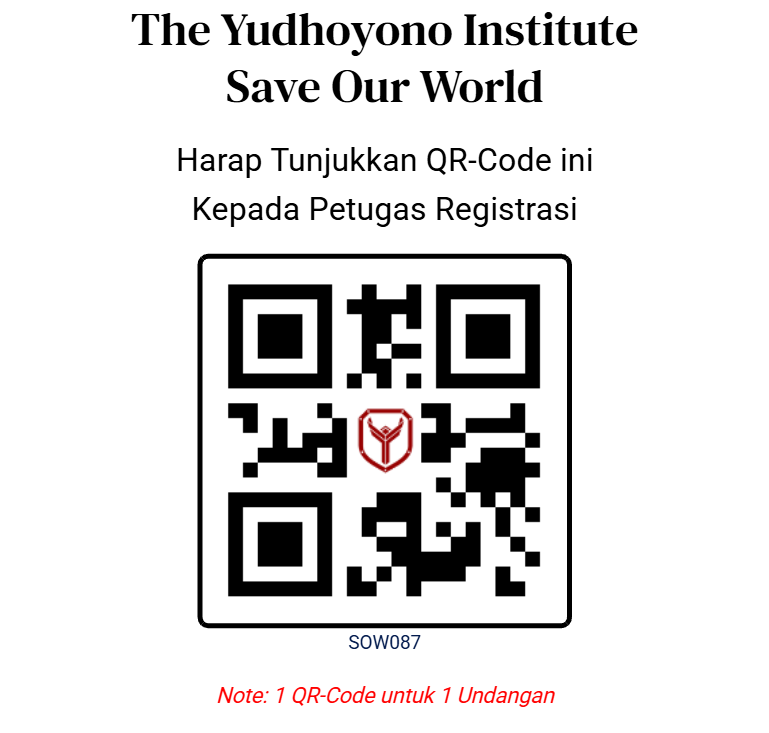 The Yudhoyono Institute
Save Our World
Harap Tunjukkan QR-Code ini
Kepada Petugas Registrasi
SOW087
Note: 1 QR-Code untuk 1 Undangan